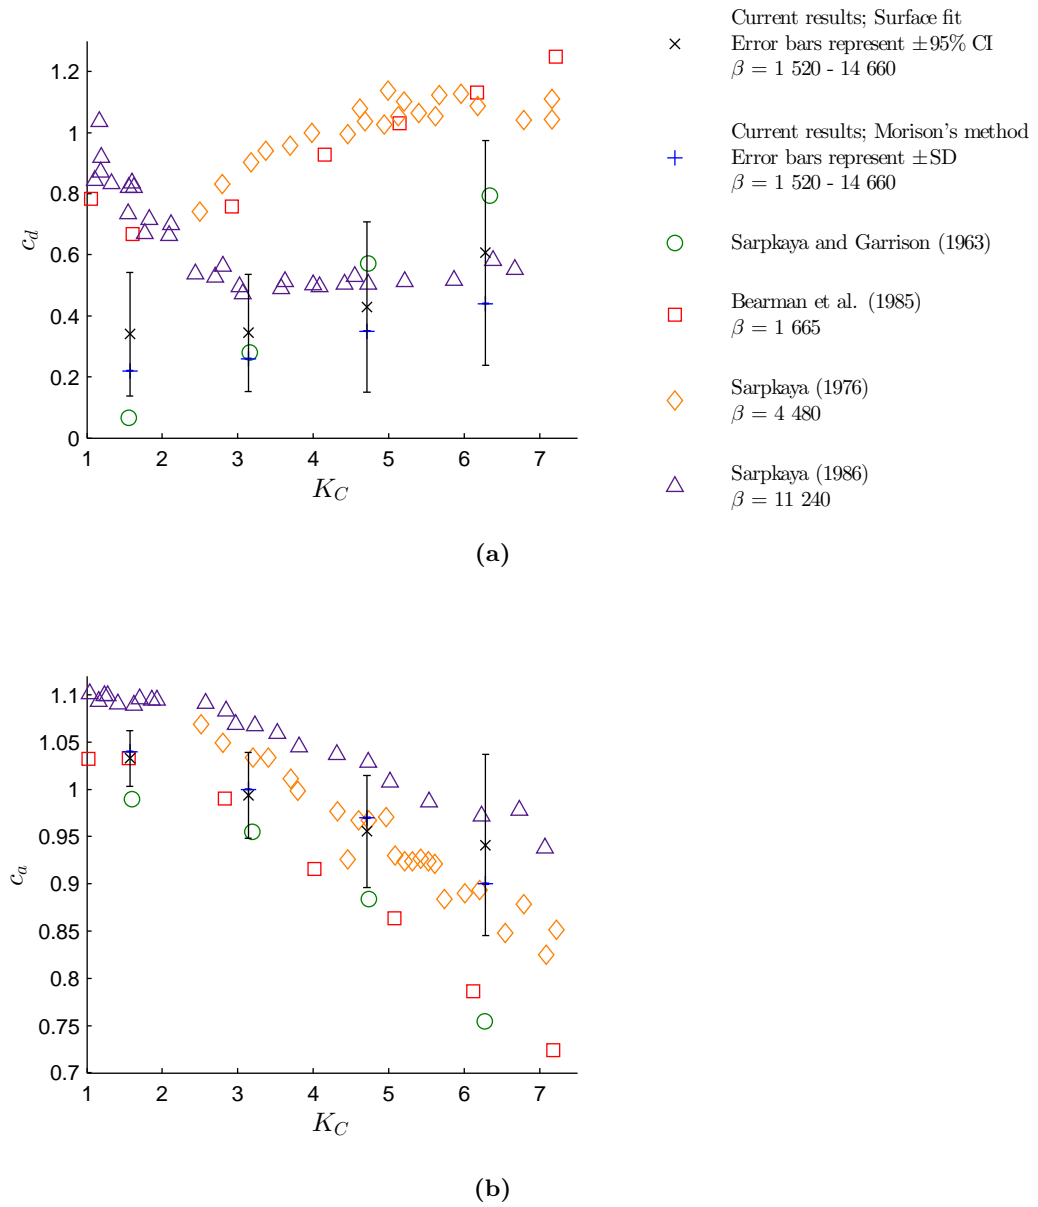 1.2
1
0.8
0.6
0.4
0.2
0
c_d
1 2 3 4 5 6 7
K_C
Current results; Surface fit
Error bars represent ±95% CI
β = 1 520 - 14 660
Current results; Morison's method
Error bars represent ±SD
β = 1 520 - 14 660
Sarpkaya and Garrison (1963)
Bearman et al. (1985)
β = 1 665
Sarpkaya (1976)
β = 4 480
Sarpkaya (1986)
β = 11 240
(a)
1.1
1.05
1
0.95
0.9
0.85
0.8
0.75
0.7
c_a
1 2 3 4 5 6 7
K_C
(b)